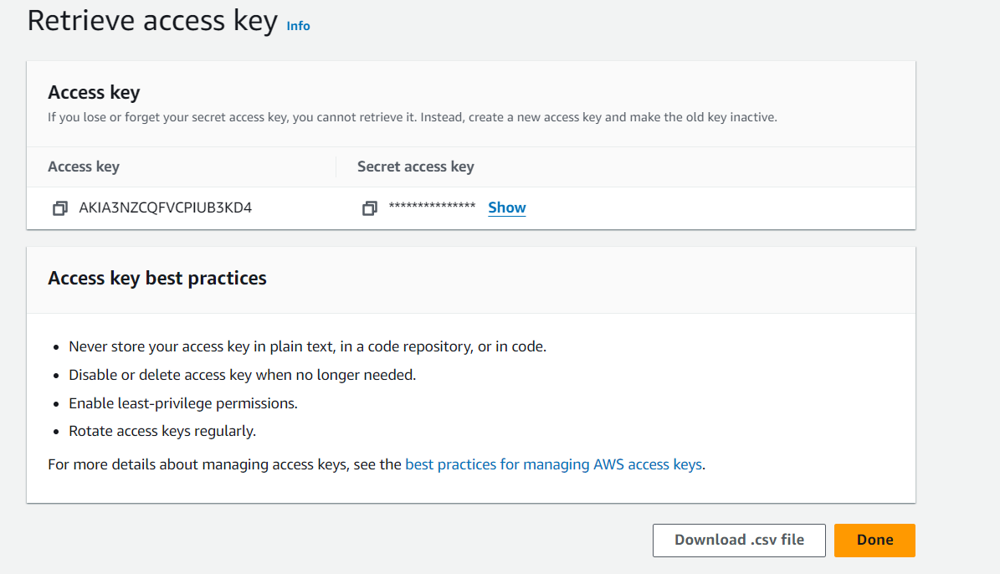 Retrieve access key Info
Access key
If you lose or forget your secret access key, you cannot retrieve it. Instead, create a new access key and make the old key inactive.
Access key Secret access key
AKIA3NZCQFVCPIUB3KD4 *************** Show
Access key best practices
• Never store your access key in plain text, in a code repository, or in code.
• Disable or delete access key when no longer needed.
• Enable least-privilege permissions.
• Rotate access keys regularly.
For more details about managing access keys, see the best practices for managing AWS access keys.
Download .csv file Done